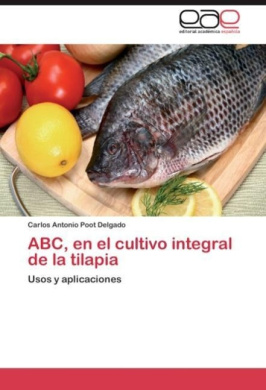 eae
editorial académica española
Carlos Antonio Poot Delgado
ABC, en el cultivo integral
de la tilapia
Usos y aplicaciones